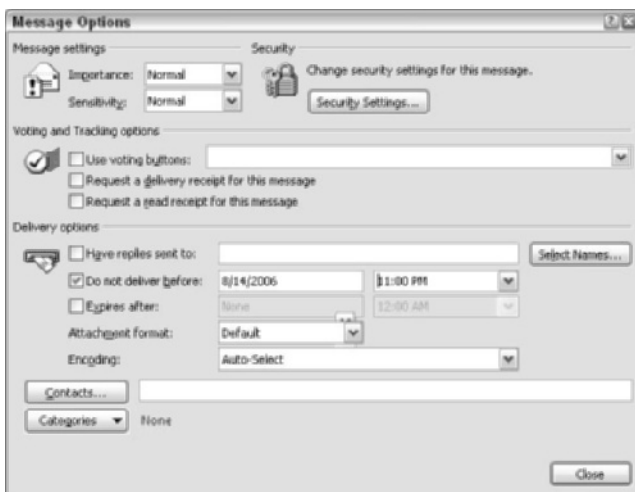 Message Options
Message settings
Security
Importance: Normal
Change security settings for this message.
Sensitivity: Normal
Security Settings...
Voting and Tracking options
Use voting buttons:
Request a delivery receipt for this message
Request a read receipt for this message
Delivery options
Have replies sent to:
Select Names...
Do not deliver before: 8/14/2006 11:00 PM
Expires after: None 12:00 AM
Attachment format: Default
Encoding: Auto-Select
Contacts...
Categories None
Close